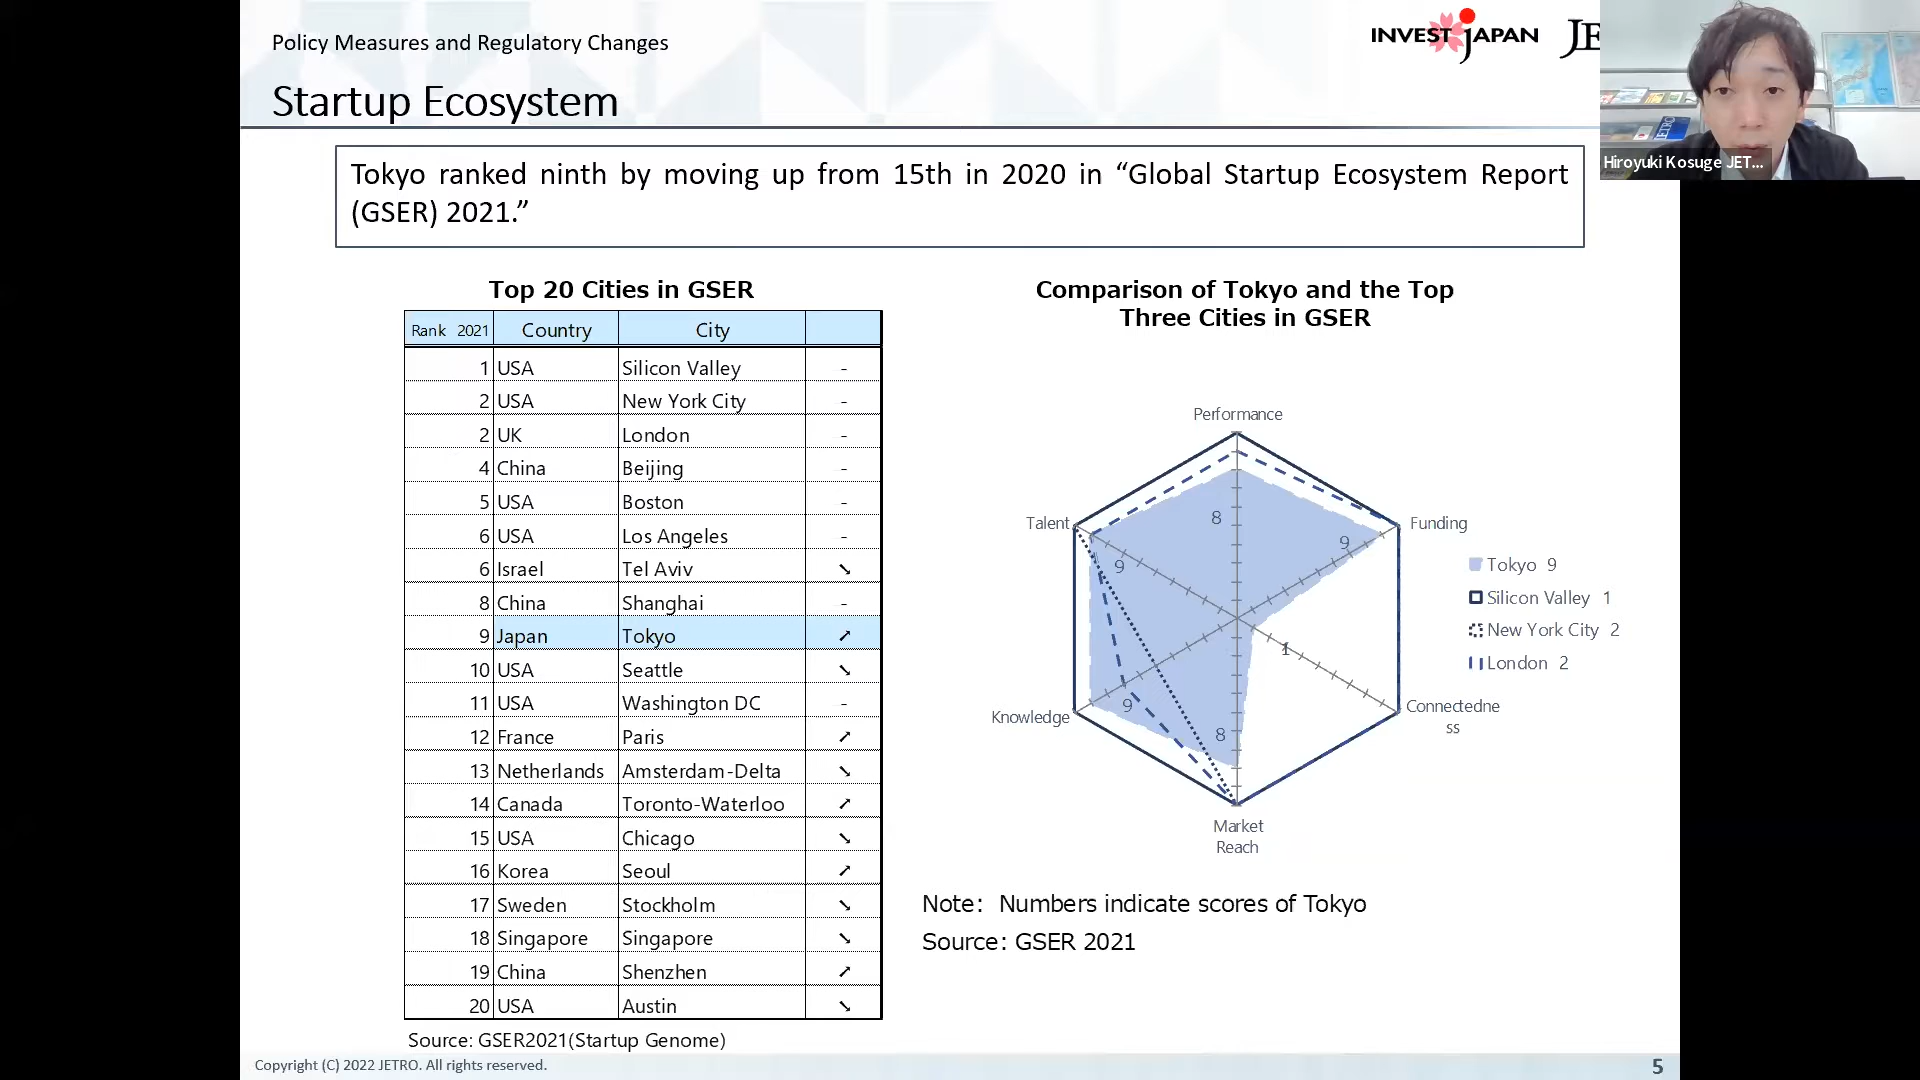 Policy Measures and Regulatory Changes
INVEST JAPAN
JE
Startup Ecosystem
Hiroyuki Kosuge JET...
JETRO
Tokyo ranked ninth by moving up from 15th in 2020 in “Global Startup Ecosystem Report
(GSER) 2021.”
Top 20 Cities in GSER
Rank 2021 Country City
1 USA Silicon Valley -
2 USA New York City -
2 UK London -
4 China Beijing -
5 USA Boston -
6 USA Los Angeles -
6 Israel Tel Aviv ➘
8 China Shanghai -
9 Japan Tokyo ➚
10 USA Seattle ➘
11 USA Washington DC -
12 France Paris ➚
13 Netherlands Amsterdam-Delta ➘
14 Canada Toronto-Waterloo ➚
15 USA Chicago ➘
16 Korea Seoul ➚
17 Sweden Stockholm ➘
18 Singapore Singapore ➘
19 China Shenzhen ➚
20 USA Austin ➘
Source: GSER2021(Startup Genome)
Comparison of Tokyo and the Top
Three Cities in GSER
Performance
8
Talent
9
Funding
9
Knowledge
9
Connectedne
ss
1
8
Market
Reach
Tokyo 9
Silicon Valley 1
New York City 2
London 2
Note: Numbers indicate scores of Tokyo
Source: GSER 2021
Copyright (C) 2022 JETRO. All rights reserved.
5